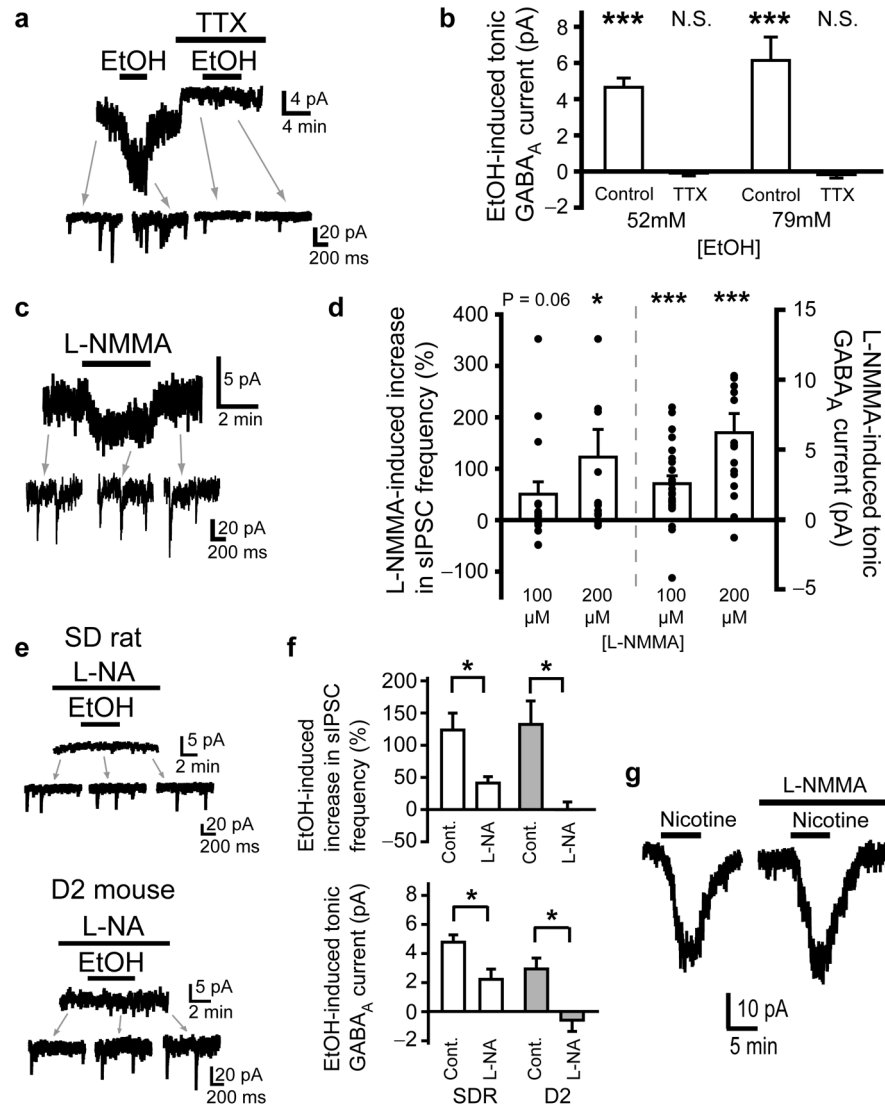 a
TTX
EtOH EtOH
4 pA
4 min
20 pA
200 ms
b
EtOH-induced tonic
GABA_A current (pA)
8
6
4
2
0
−2
*** N.S. *** N.S.
Control TTX Control TTX
52mM 79mM
[EtOH]
c
L-NMMA
5 pA
2 min
20 pA
200 ms
d
L-NMMA-induced increase
in sIPSC frequency (%)
400
300
200
100
0
−100
P = 0.06 * *** ***
15
10
5
0
−5
L-NMMA-induced tonic
GABA_A current (pA)
100 200 100 200
µM µM µM µM
[L-NMMA]
e
SD rat
L-NA
EtOH
5 pA
2 min
20 pA
200 ms
D2 mouse
L-NA
EtOH
5 pA
2 min
20 pA
200 ms
f
EtOH-induced
increase in sIPSC
frequency (%)
200
150
100
50
0
−50
* *
Cont. L-NA Cont. L-NA
EtOH-induced tonic
GABA_A current (pA)
8
6
4
2
0
−2
* *
Cont. L-NA Cont. L-NA
SDR D2
g
L-NMMA
Nicotine Nicotine
10 pA
5 min